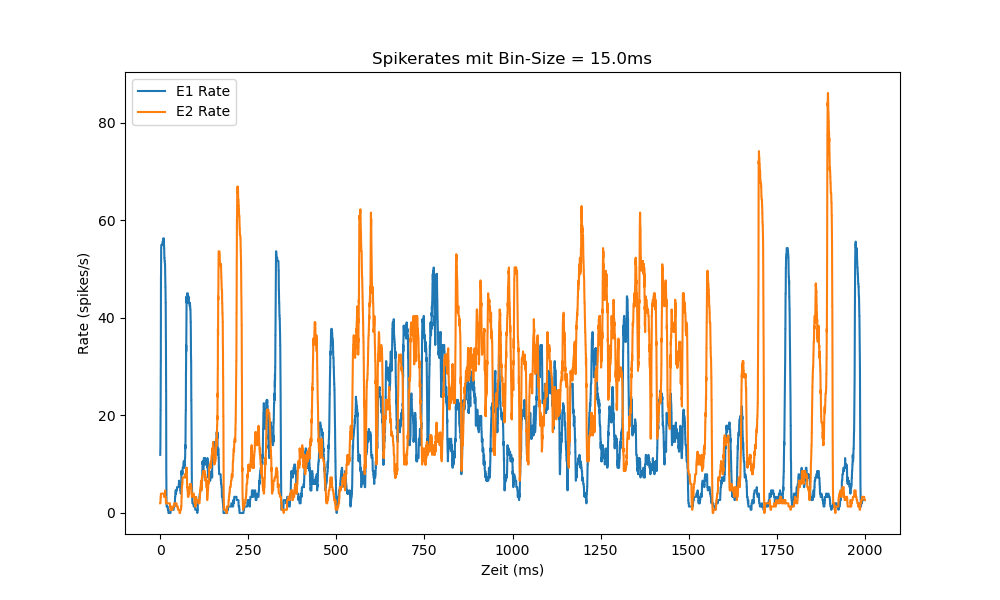 Spikerates mit Bin-Size = 15.0ms
E1 Rate
E2 Rate
80
60
40
20
0
Rate (spikes/s)
0 250 500 750 1000 1250 1500 1750 2000
Zeit (ms)